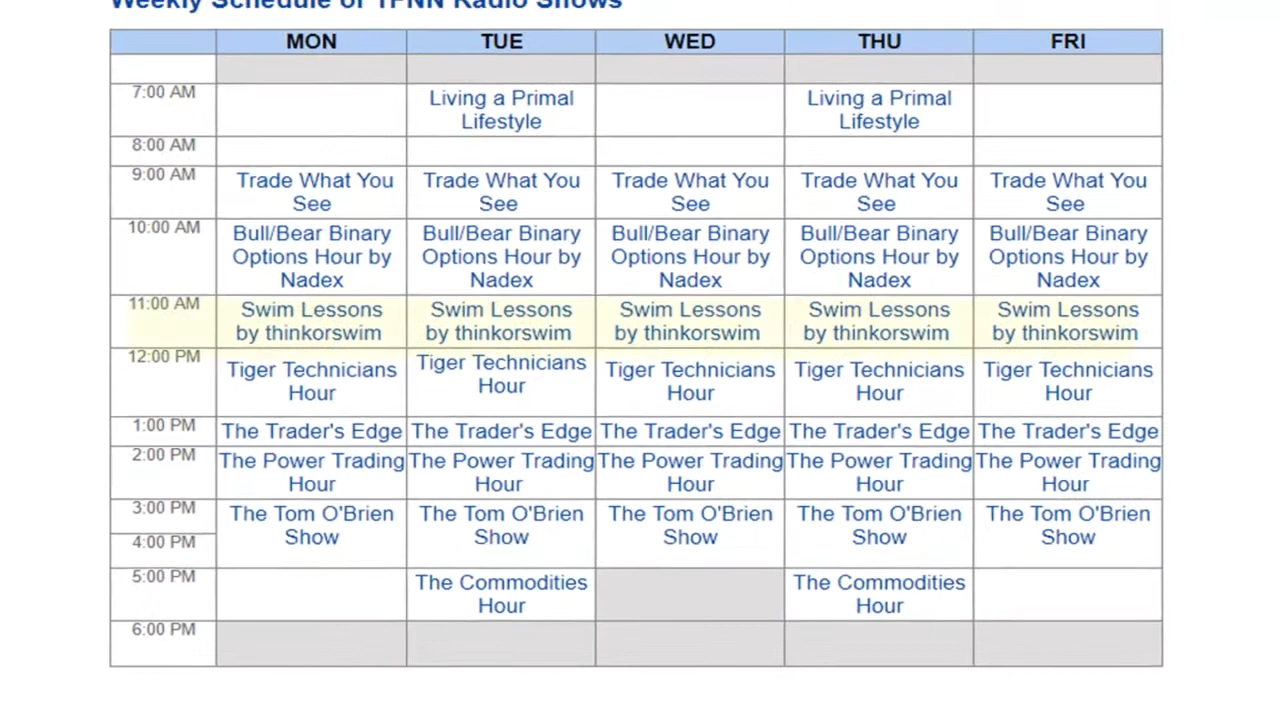 Weekly Schedule of TFNN Radio Shows
MON TUE WED THU FRI
7:00 AM
Living a Primal Lifestyle
Living a Primal Lifestyle
8:00 AM
9:00 AM
Trade What You See
Trade What You See
Trade What You See
Trade What You See
Trade What You See
10:00 AM
Bull/Bear Binary Options Hour by Nadex
Bull/Bear Binary Options Hour by Nadex
Bull/Bear Binary Options Hour by Nadex
Bull/Bear Binary Options Hour by Nadex
Bull/Bear Binary Options Hour by Nadex
11:00 AM
Swim Lessons by thinkorswim
Swim Lessons by thinkorswim
Swim Lessons by thinkorswim
Swim Lessons by thinkorswim
Swim Lessons by thinkorswim
12:00 PM
Tiger Technicians Hour
Tiger Technicians Hour
Tiger Technicians Hour
Tiger Technicians Hour
Tiger Technicians Hour
1:00 PM
The Trader's Edge
The Trader's Edge
The Trader's Edge
The Trader's Edge
The Trader's Edge
2:00 PM
The Power Trading Hour
The Power Trading Hour
The Power Trading Hour
The Power Trading Hour
The Power Trading Hour
3:00 PM
The Tom O'Brien Show
The Tom O'Brien Show
The Tom O'Brien Show
The Tom O'Brien Show
The Tom O'Brien Show
4:00 PM
5:00 PM
The Commodities Hour
The Commodities Hour
6:00 PM